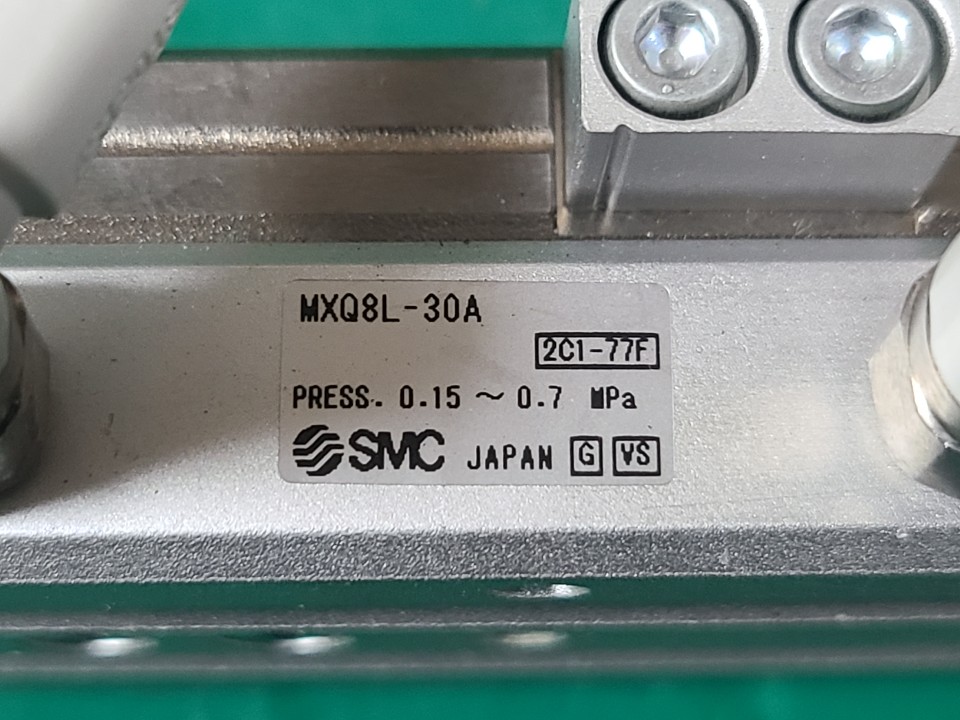 MXQ8L-30A
2C1-77F
PRESS. 0.15 ~ 0.7 MPa
SMC JAPAN G VS